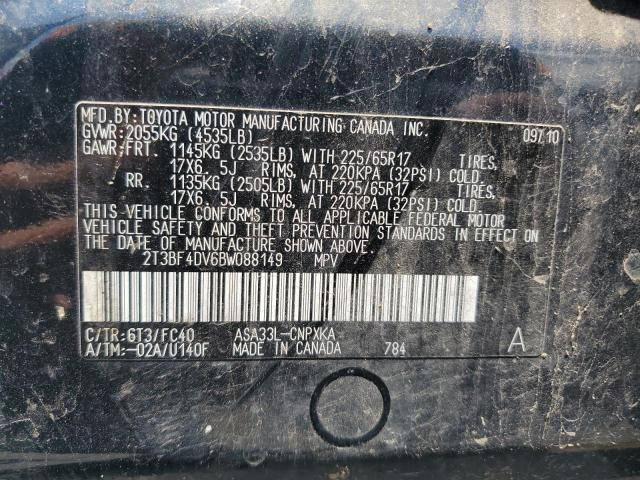 MFD. BY: TOYOTA MOTOR MANUFACTURING CANADA INC. 09/10
GVWR: 2055KG (4535LB)
GAWR: FRT. 1145KG (2535LB) WITH 225/65R17 TIRES,
17X6. 5J RIMS, AT 220KPA (32PSI) COLD.
RR. 1135KG (2505LB) WITH 225/65R17 TIRES,
17X6. 5J RIMS, AT 220KPA (32PSI) COLD.
THIS VEHICLE CONFORMS TO ALL APPLICABLE FEDERAL MOTOR
VEHICLE SAFETY AND THEFT PREVENTION STANDARDS IN EFFECT ON
THE DATE OF MANUFACTURE SHOWN ABOVE.
2T3BF4DV6BW088149 MPV
C/TR: 6T3/FC40 ASA33L-CNPXKA
A/TM: -02A/U140F MADE IN CANADA 784 A